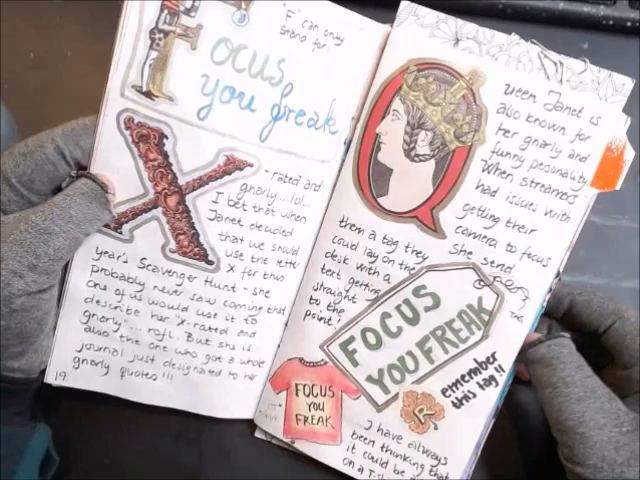 "F" can only
stand for
Focus
you freak
X
-rated and
gnarly...lol...
I bet that when
Janet decided
that we should
use the letter
X for this
year's Scavenger Hunt - she
probably never saw coming that
one of us would use it to
describe her "x-rated and
gnarly"... rofl. But she is
also the one who got a whole
journal just designated to her
gnarly quotes!!!
19
Queen Janet is
also known for
her gnarly and
funny pesonality
When streamers
had issues with
getting their
camera to focus
She send
them a tag they
could lay on the
desk with a
text getting
straight
to the
point!
FOCUS
YOU FREAK
TAG
Remember
this tag!!
FOCUS
YOU
FREAK
...I have always
been thinking that
it could be a
on a T-sh